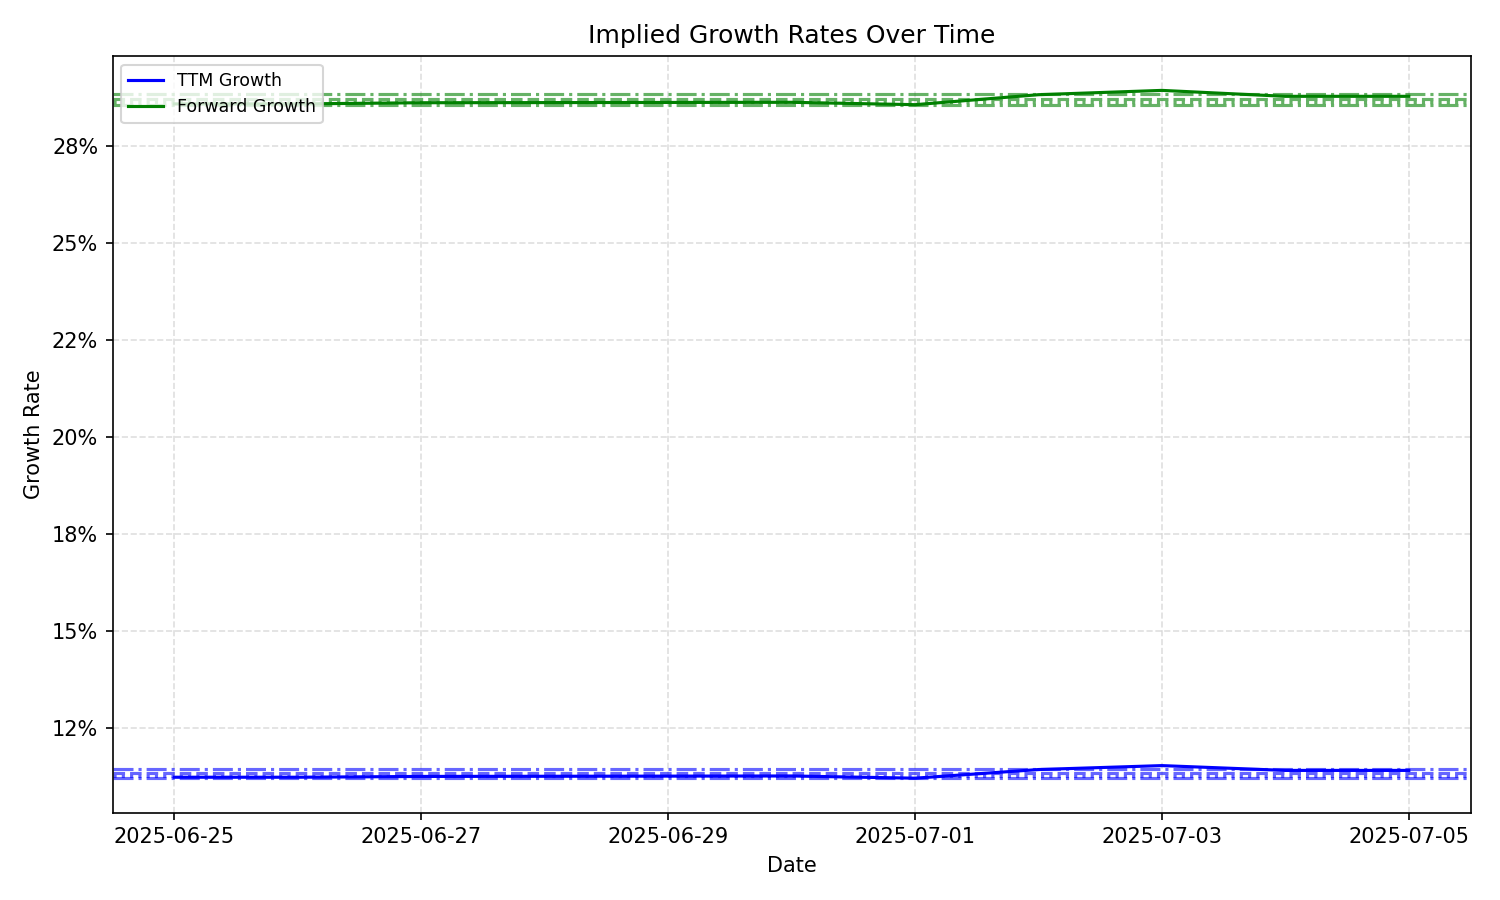 Implied Growth Rates Over Time
TTM Growth
Forward Growth
28%
25%
22%
20%
18%
15%
12%
Growth Rate
2025-06-25
2025-06-27
2025-06-29
2025-07-01
2025-07-03
2025-07-05
Date